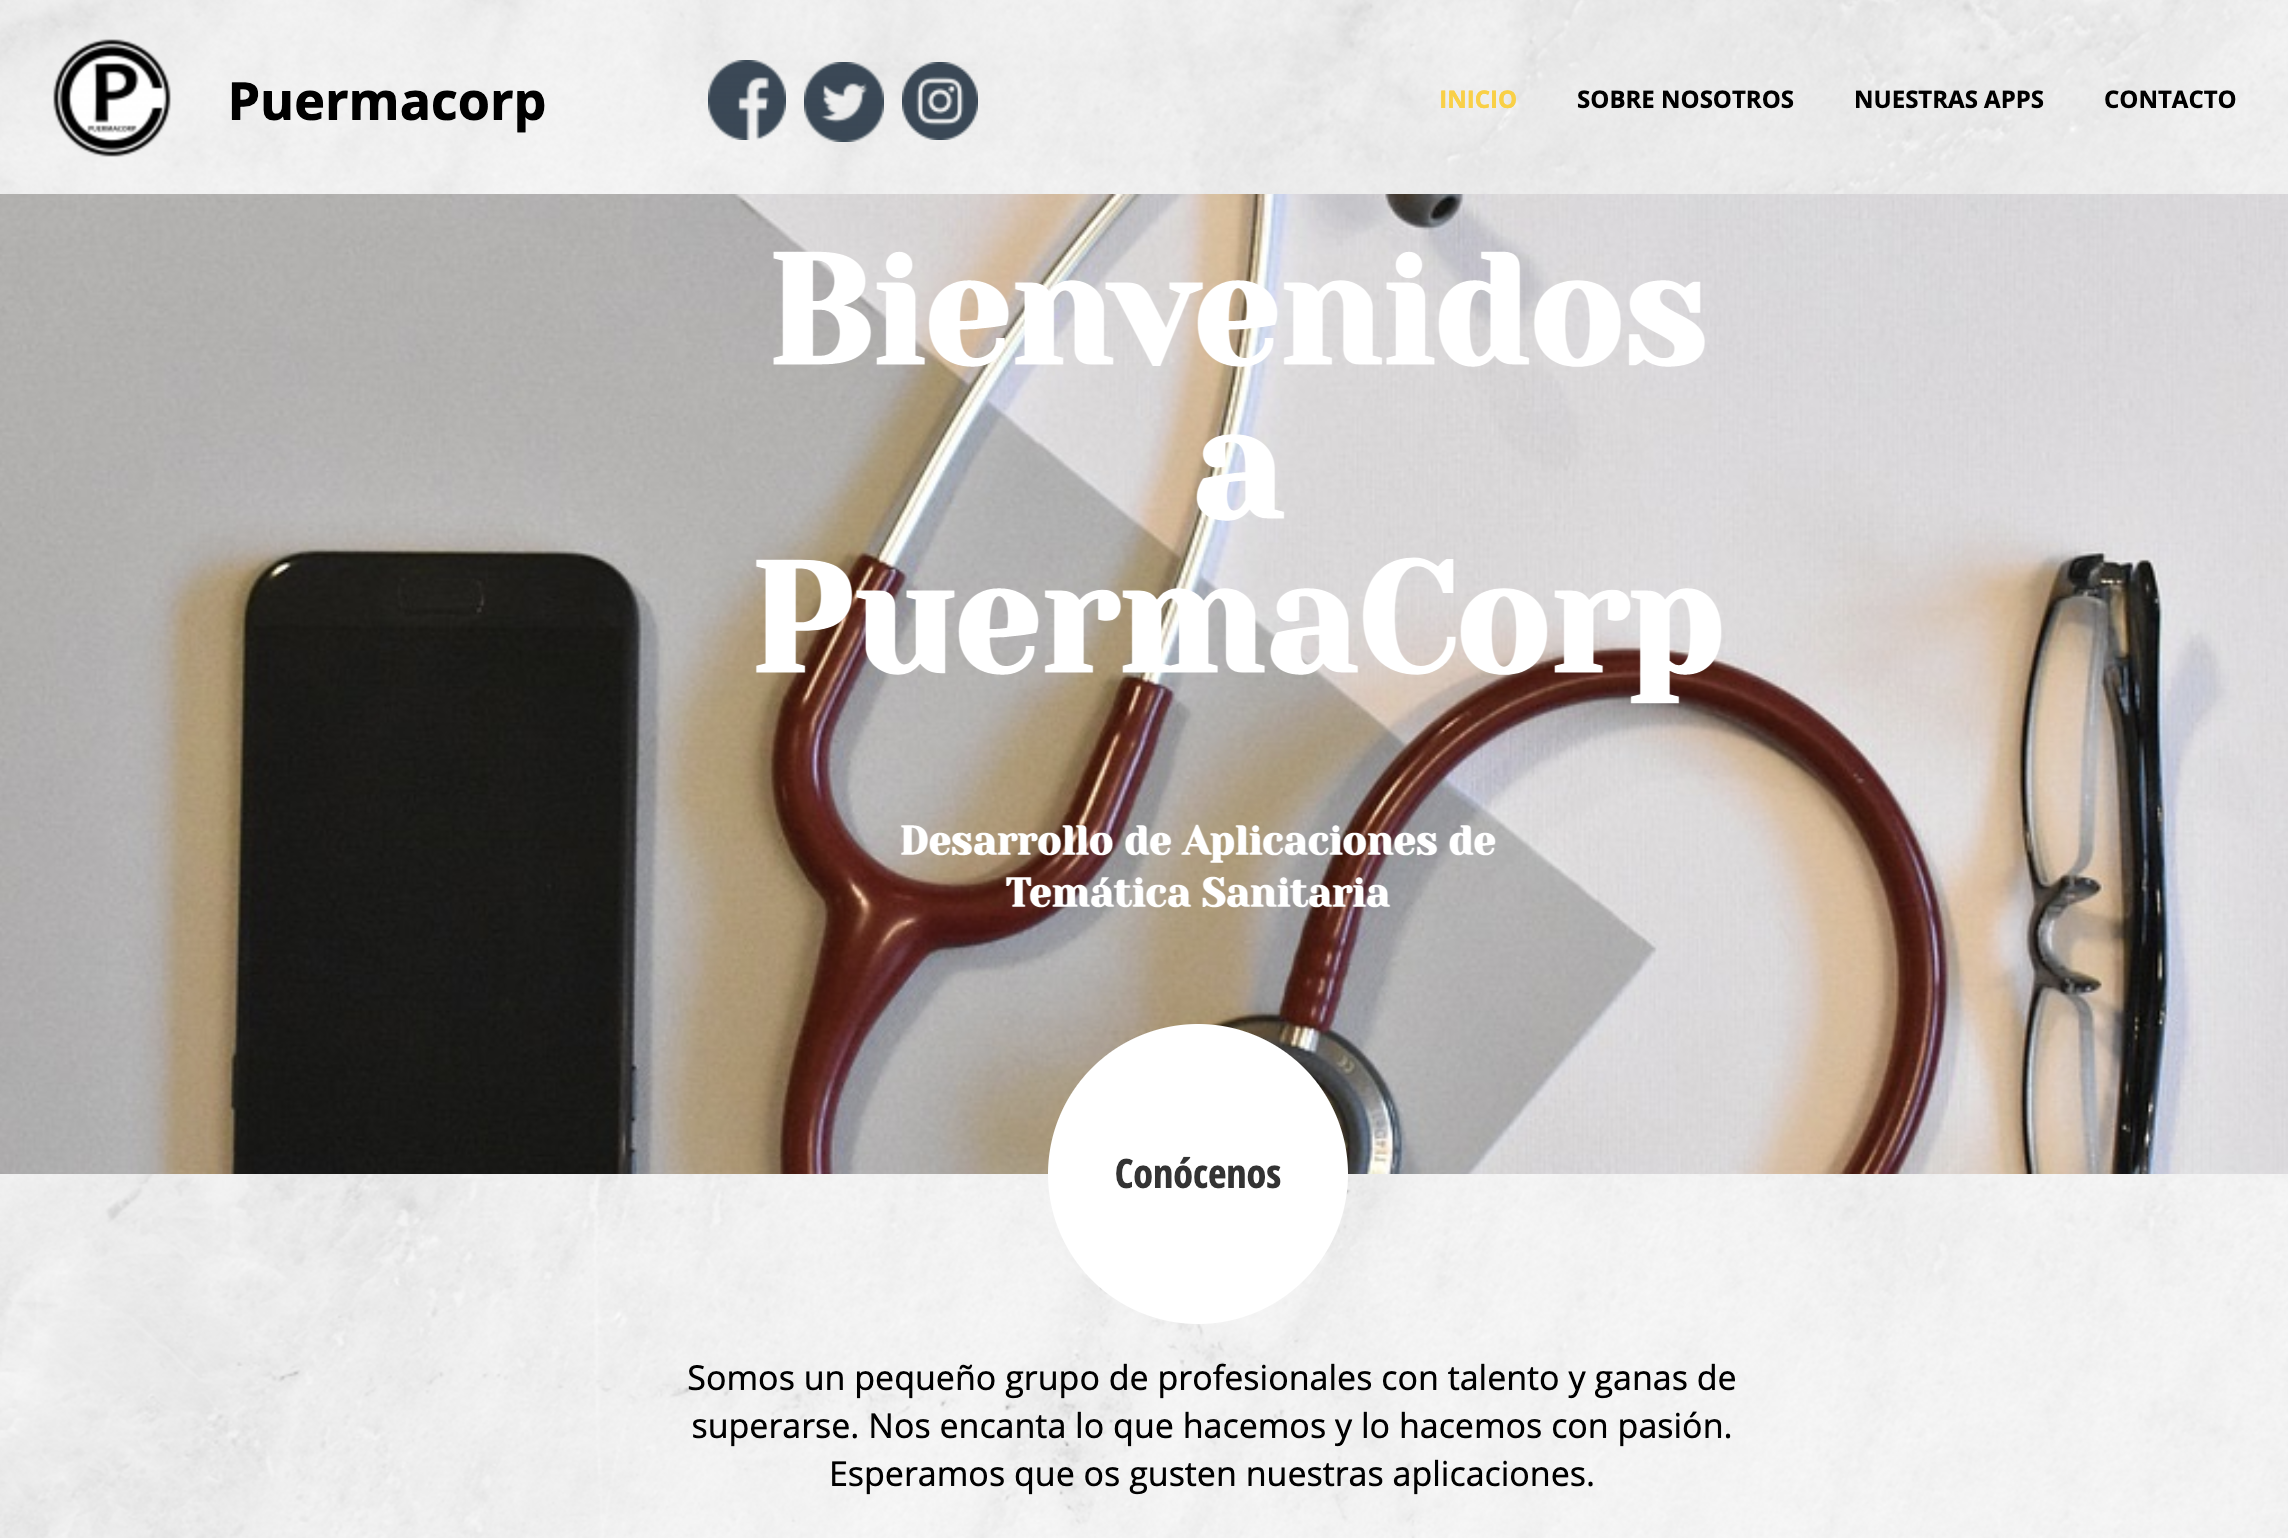 P
PUERMACORP
Puermacorp
INICIO
SOBRE NOSOTROS
NUESTRAS APPS
CONTACTO
Bienvenidos
a
PuermaCorp
Desarrollo de Aplicaciones de
Temática Sanitaria
Conócenos
Somos un pequeño grupo de profesionales con talento y ganas de
superarse. Nos encanta lo que hacemos y lo hacemos con pasión.
Esperamos que os gusten nuestras aplicaciones.